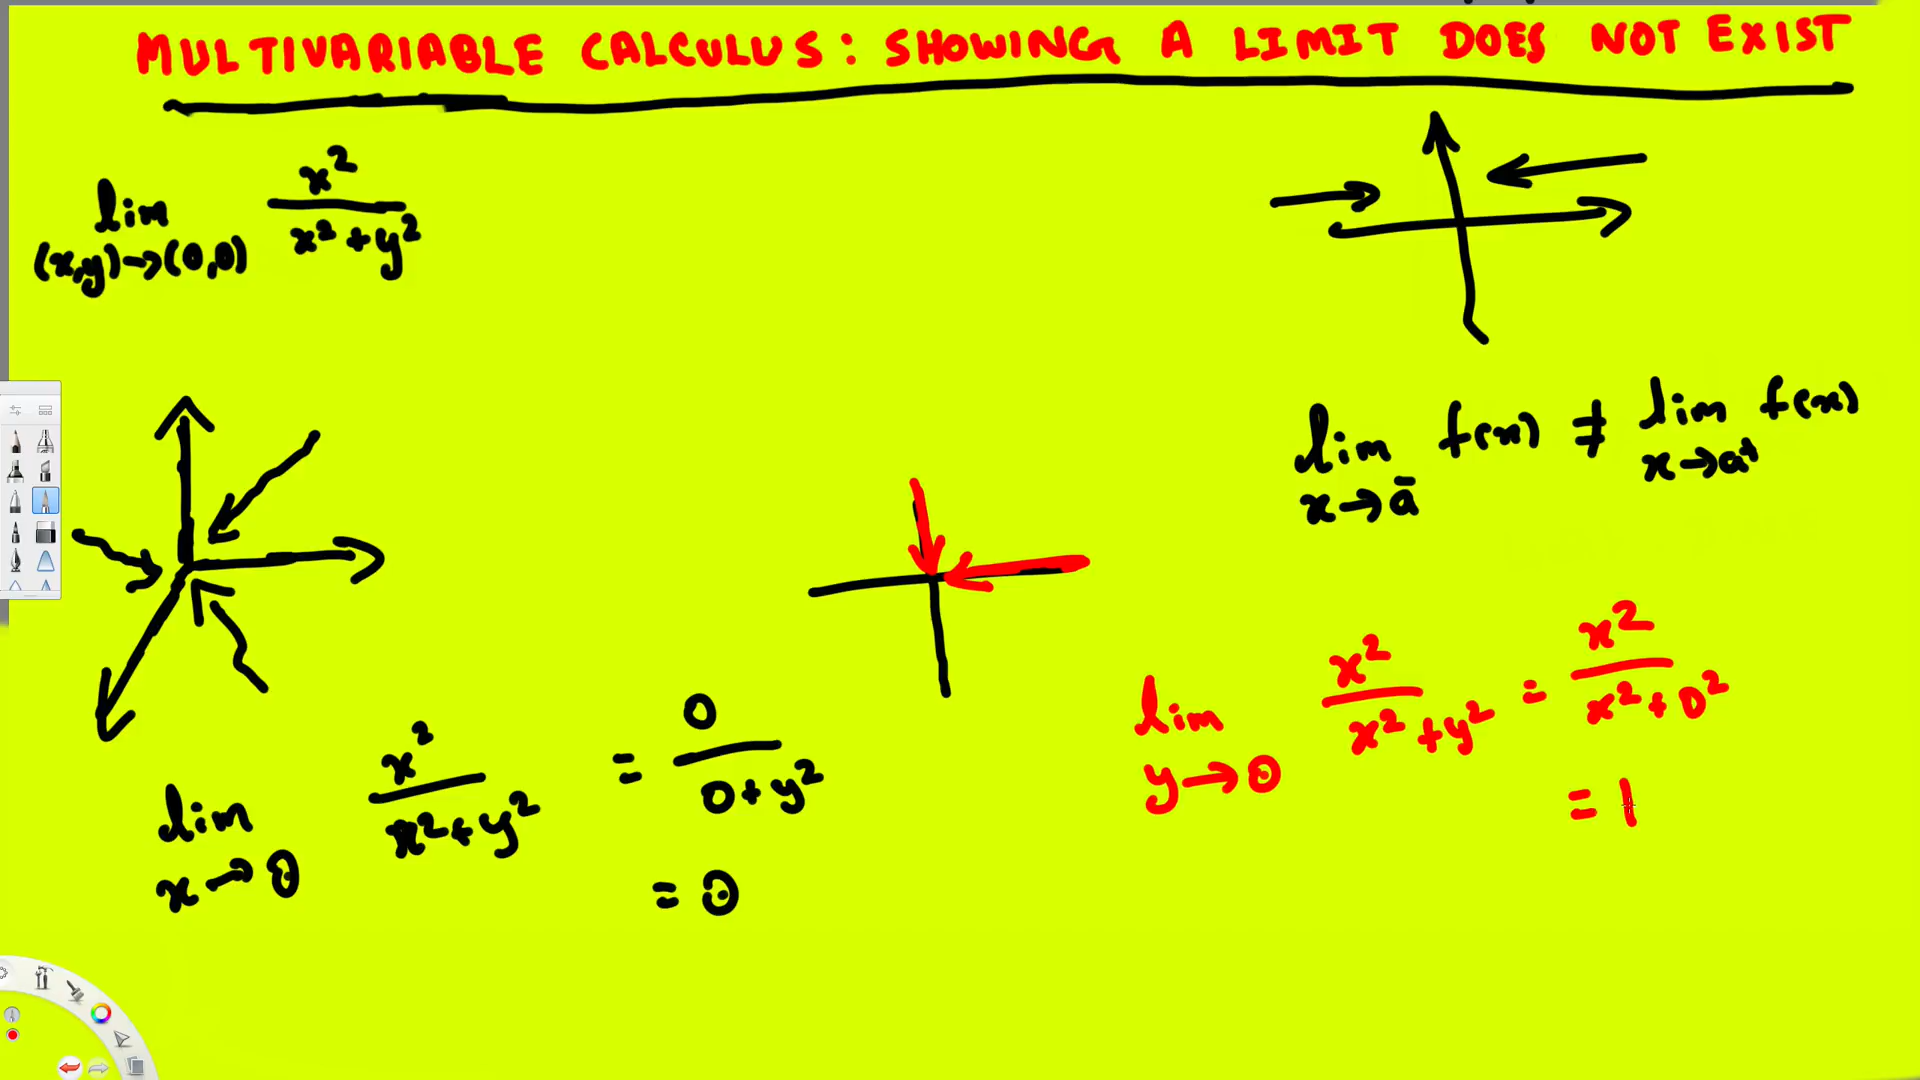 MULTIVARIABLE CALCULUS: SHOWING A LIMIT DOES NOT EXIST
lim (x,y)→(0,0) x²/(x²+y²)
lim x→a⁻ f(x) ≠ lim x→a⁺ f(x)
lim x→0 x²/(x²+y²) = 0/(0+y²)
= 0
lim y→0 x²/(x²+y²) = x²/(x²+0²)
= 1